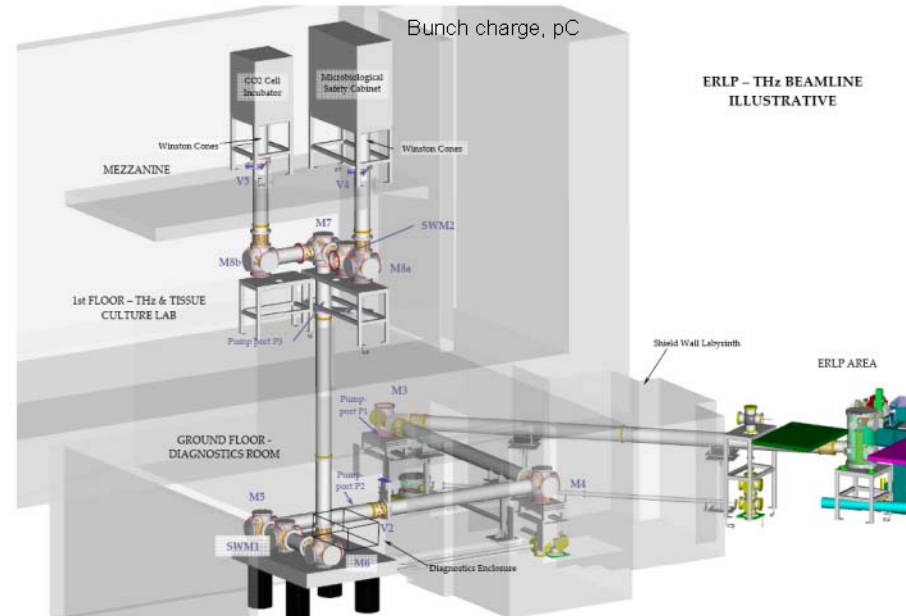 Bunch charge, pC
ERLP – THz BEAMLINE
ILLUSTRATIVE
CO2 Cell
Incubator
Microbiological
Safety Cabinet
Winston Cones
Winston Cones
MEZZANINE
V5
V4
M7
SWM2
M8b
M8a
1st FLOOR – THz & TISSUE
CULTURE LAB
Pump port P3
Shield Wall Labyrinth
ERLP AREA
M3
Pump-
port P1
GROUND FLOOR -
DIAGNOSTICS ROOM
Pump-
port P2
M4
M5
V2
SWM1
M6
Diagnostics Enclosure